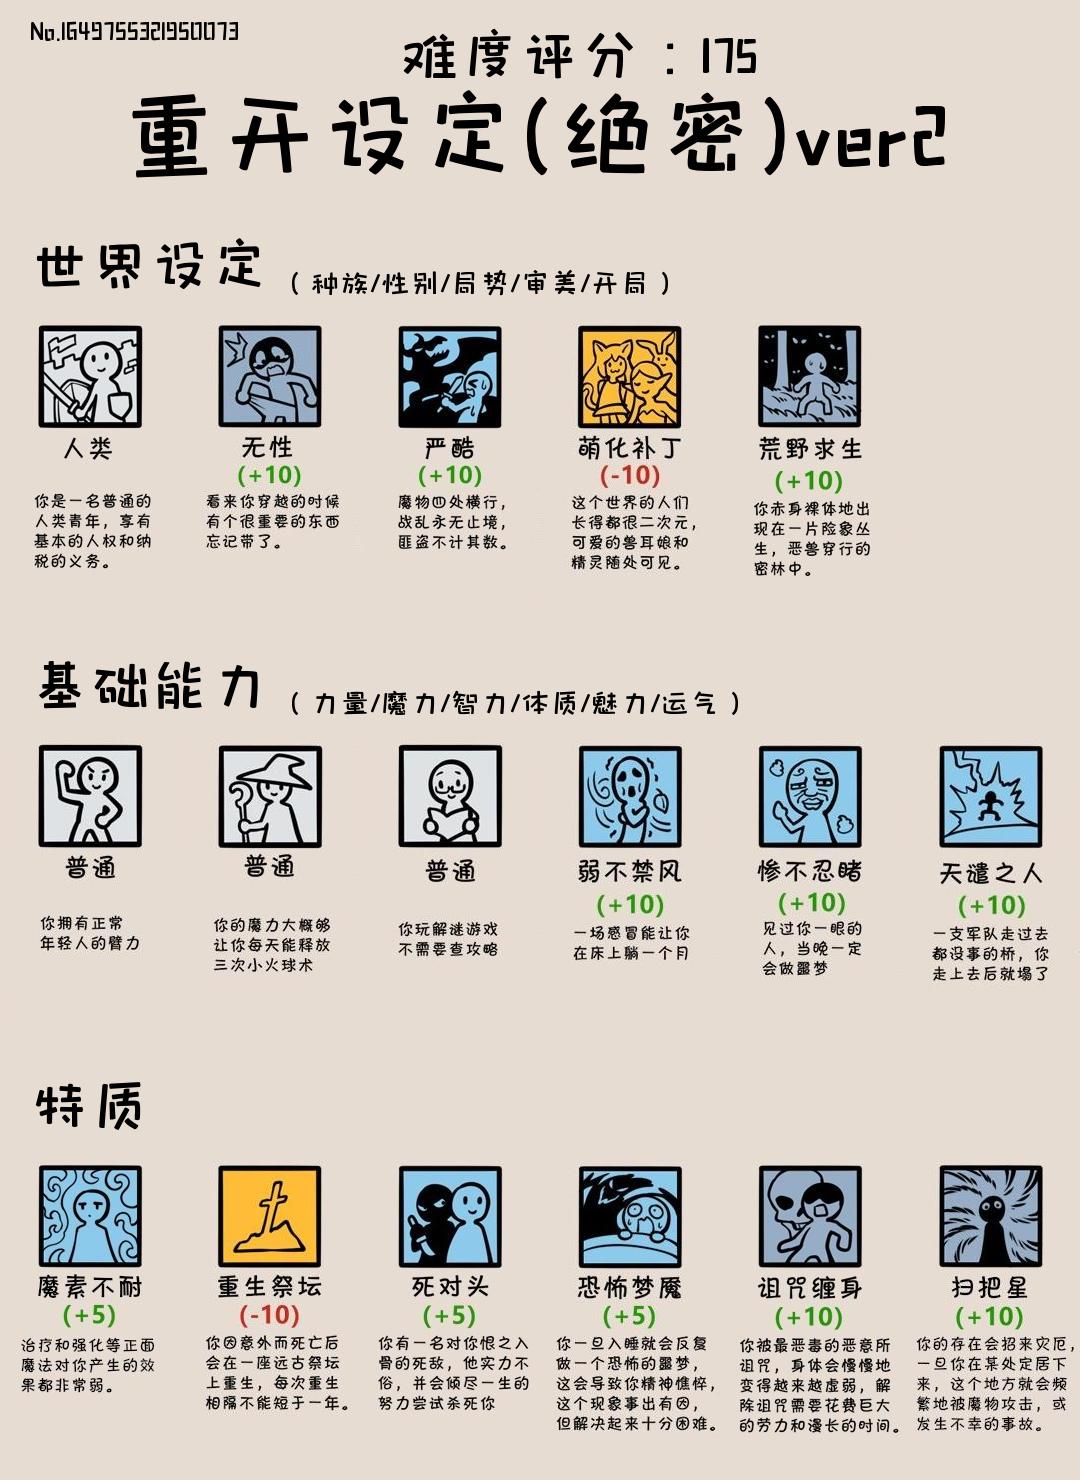 No.1649755321950073
难度评分：175
重开设定(绝密)ver2
世界设定（种族/性别/局势/审美/开局）
人类
你是一名普通的
人类青年，享有
基本的人权和纳
税的义务。
无性
(+10)
看来你穿越的时候
有个很重要的东西
忘记带了。
严酷
(+10)
魔物四处横行，
战乱永无止境，
匪盗不计其数。
萌化补丁
(-10)
这个世界的人们
长得都很二次元，
可爱的兽耳娘和
精灵随处可见。
荒野求生
(+10)
你赤身裸体地出
现在一片险象丛
生，恶兽穿行的
密林中。
基础能力（力量/魔力/智力/体质/魅力/运气）
普通
你拥有正常
年轻人的臂力
普通
你的魔力大概够
让你每天能释放
三次小火球术
普通
你玩解谜游戏
不需要查攻略
弱不禁风
(+10)
一场感冒能让你
在床上躺一个月
惨不忍睹
(+10)
见过你一眼的
人，当晚一定
会做噩梦
天谴之人
(+10)
一支军队走过去
都没事的桥，你
走上去后就塌了
特质
魔素不耐
(+5)
治疗和强化等正面
魔法对你产生的效
果都非常弱。
重生祭坛
(-10)
你因意外而死亡后
会在一座远古祭坛
上重生，每次重生
相隔不能短于一年。
死对头
(+5)
你有一名对你恨之入
骨的死敌，他实力不
俗，并会倾尽一生的
努力尝试杀死你
恐怖梦魇
(+5)
你一旦入睡就会反复
做一个恐怖的噩梦，
这会导致你精神憔悴，
这个现象事出有因，
但解决起来十分困难。
诅咒缠身
(+10)
你被最恶毒的恶意所
诅咒，身体会慢慢地
变得越来越虚弱，解
除诅咒需要花费巨大
的劳力和漫长的时间。
扫把星
(+10)
你的存在会招来灾厄，
一旦你在某处定居下
来，这个地方就会频
繁地被魔物攻击，或
发生不幸的事故。